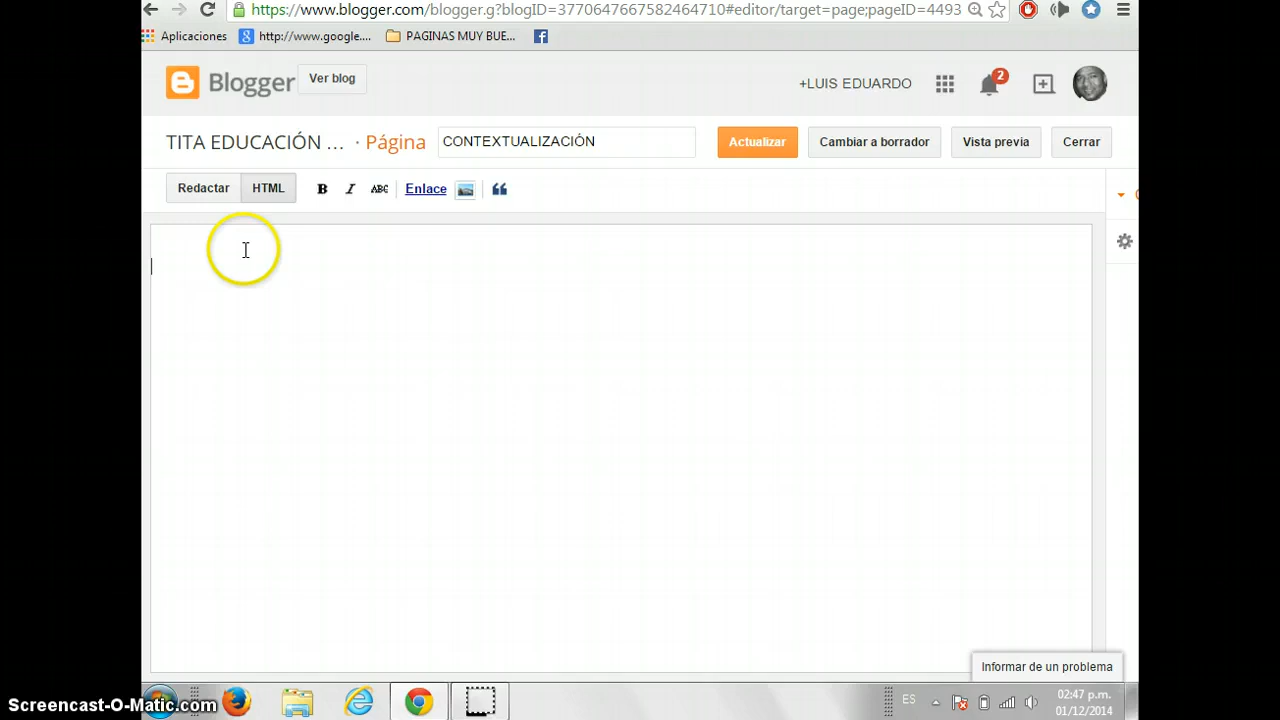 https://www.blogger.com/blogger.g?blogID=3770647667582464710#editor/target=page;pageID=4493
Aplicaciones http://www.google.... PAGINAS MUY BUE...
Blogger Ver blog +LUIS EDUARDO 2
TITA EDUCACIÓN ... · Página CONTEXTUALIZACIÓN Actualizar Cambiar a borrador Vista previa Cerrar
Redactar HTML B I ABC Enlace
Informar de un problema
ES 02:47 p.m.
01/12/2014
Screencast-O-Matic.com